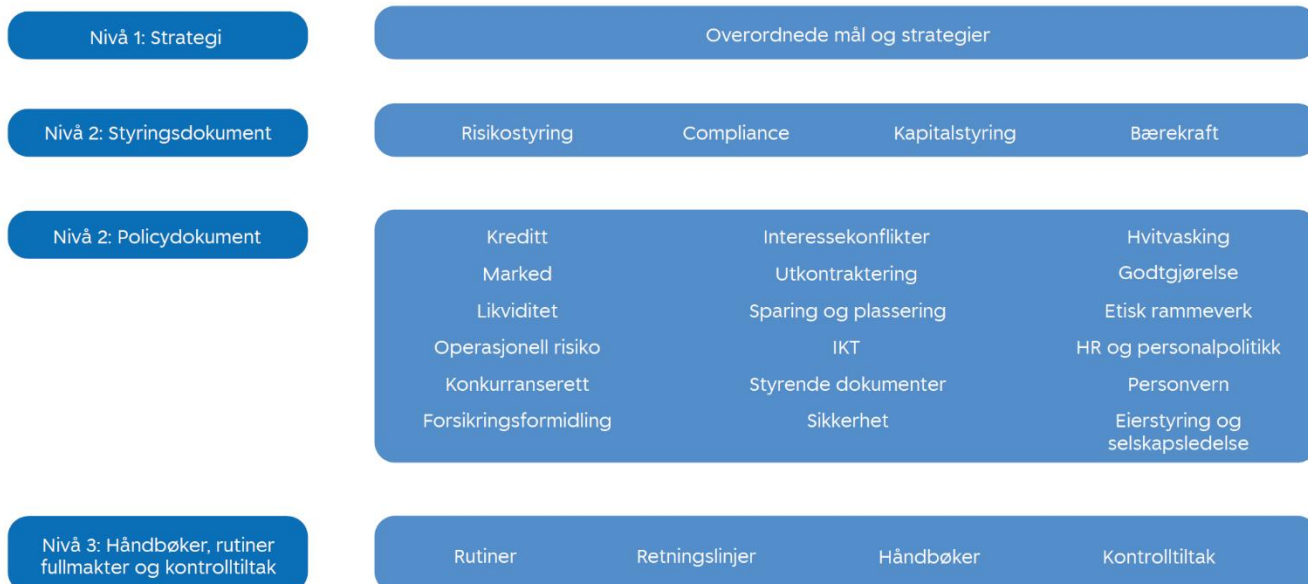 Nivå 1: Strategi
Overordnede mål og strategier
Nivå 2: Styringsdokument
Risikostyring Compliance Kapitalstyring Bærekraft
Nivå 2: Policydokument
Kreditt Interessekonflikter Hvitvasking
Marked Utkontraktering Godtgjørelse
Likviditet Sparing og plassering Etisk rammeverk
Operasjonell risiko IKT HR og personalpolitikk
Konkurranserett Styrende dokumenter Personvern
Forsikringsformidling Sikkerhet Eierstyring og
selskapsledelse
Nivå 3: Håndbøker, rutiner
fullmakter og kontrolltiltak
Rutiner Retningslinjer Håndbøker Kontrolltiltak